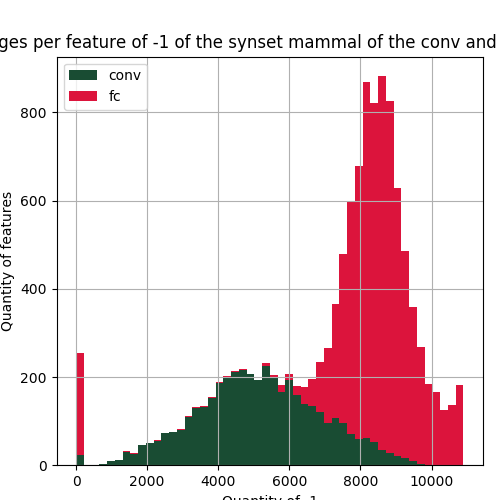 ges per feature of -1 of the synset mammal of the conv and
conv
fc
Quantity of features
800
600
400
200
0
0 2000 4000 6000 8000 10000
Quantity of -1